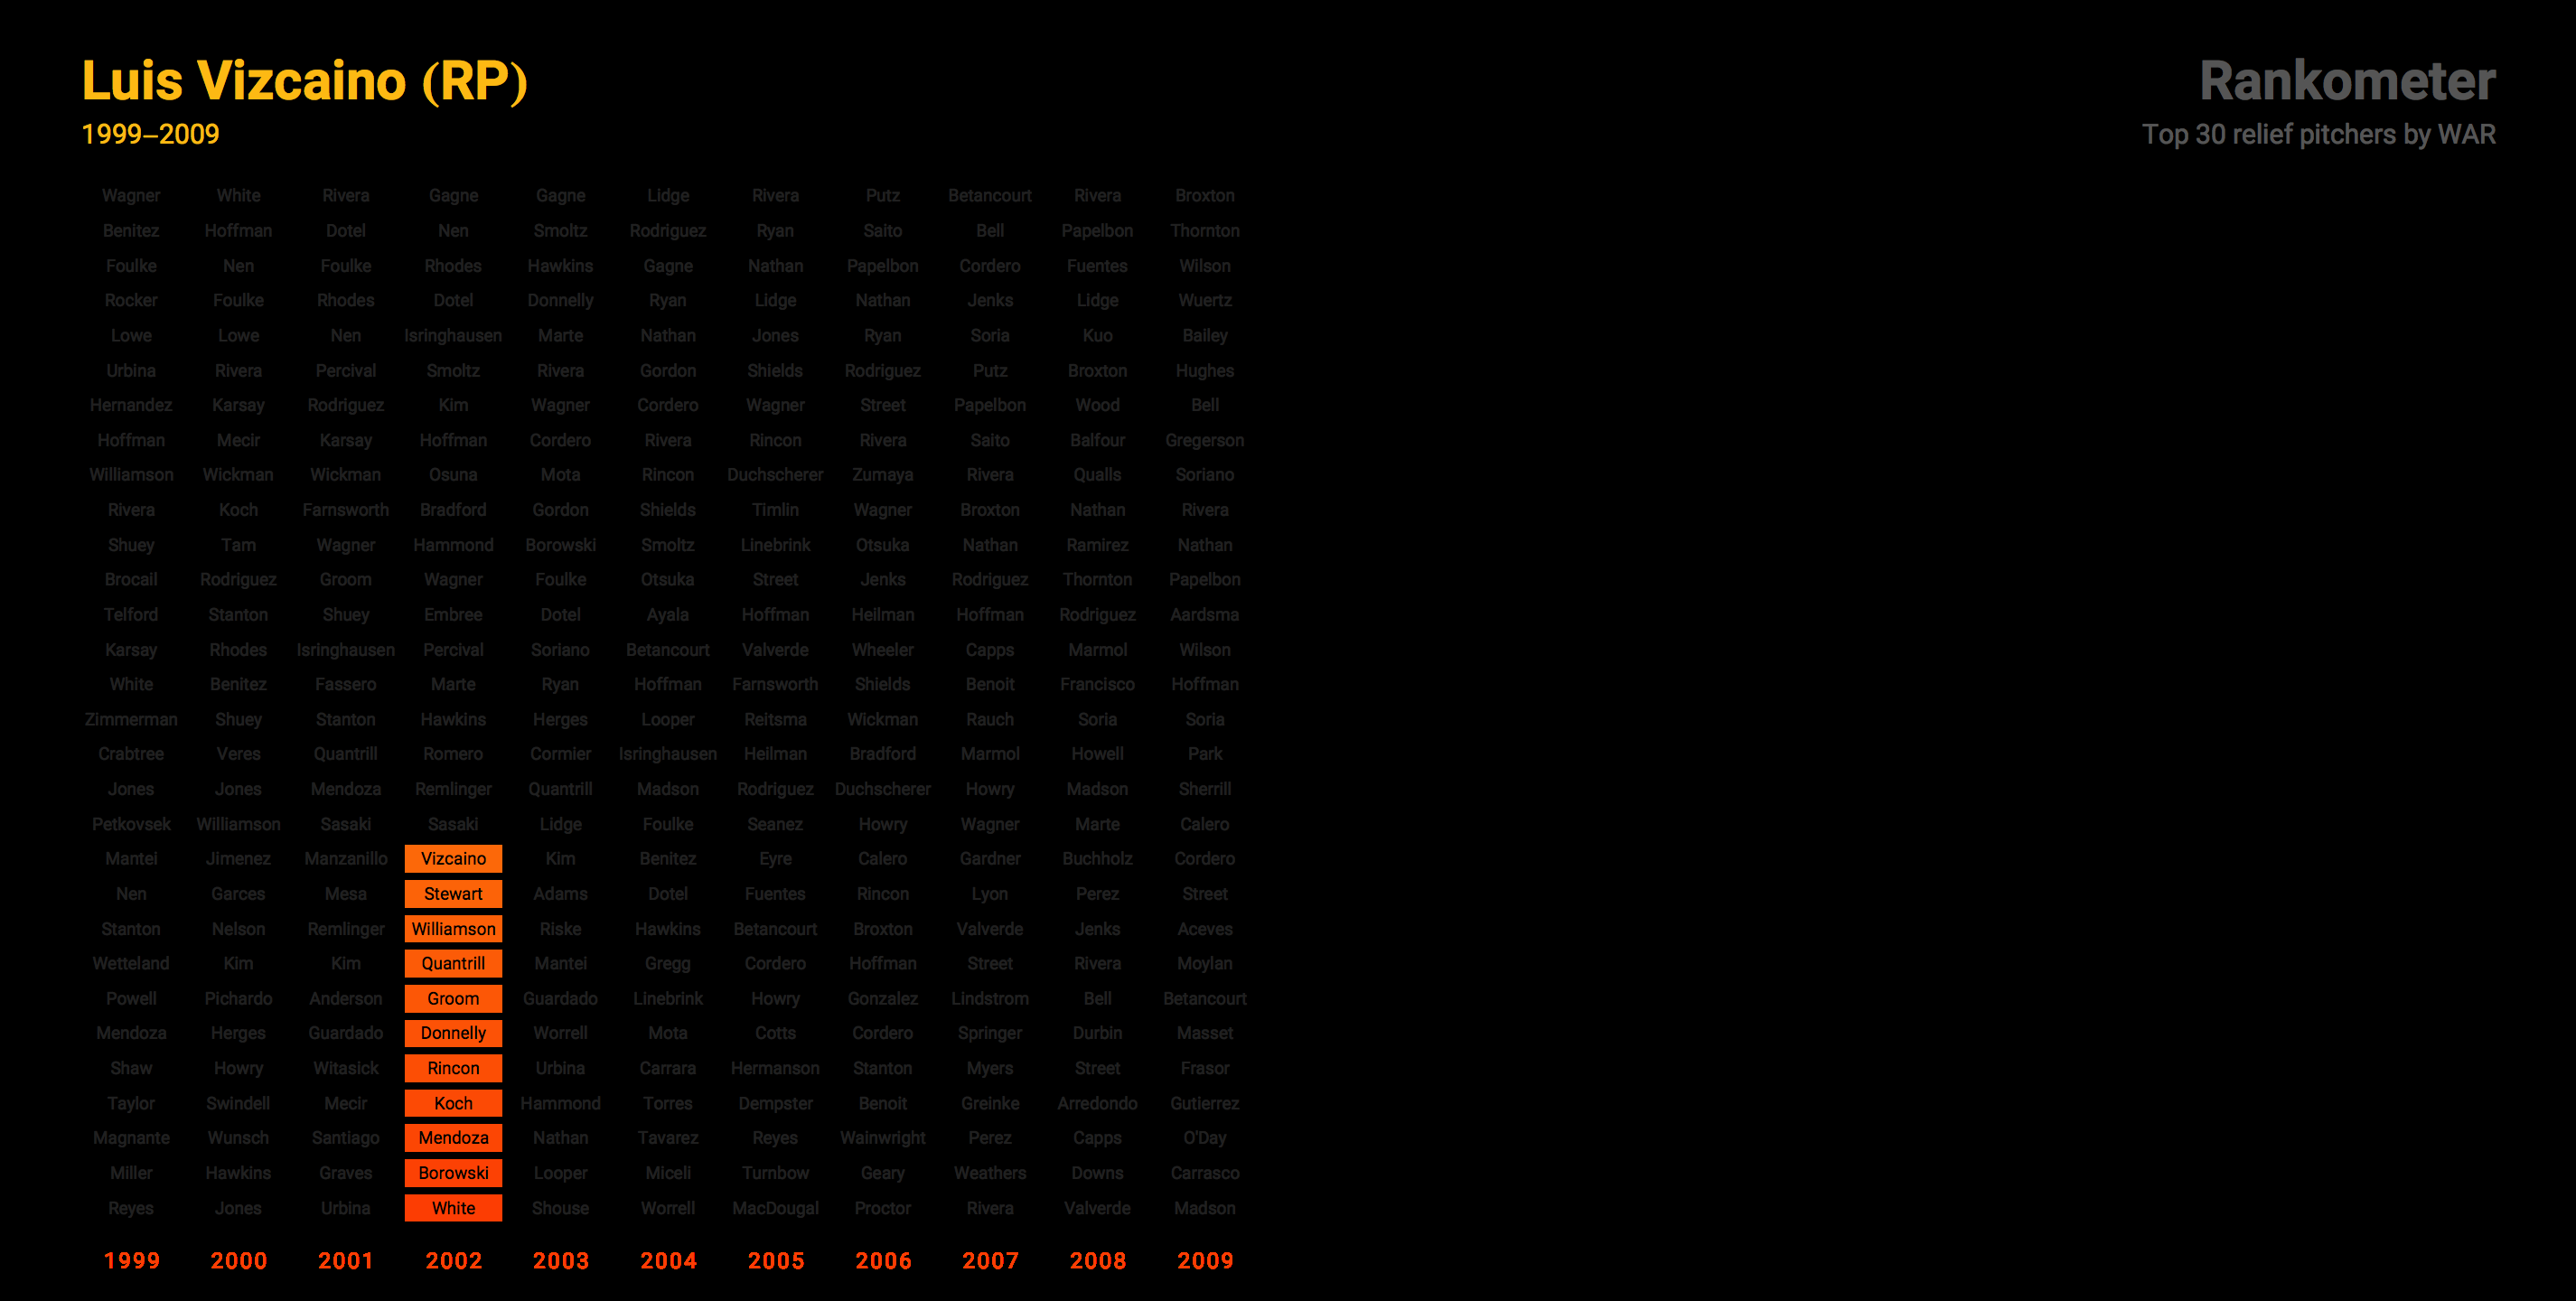 Luis Vizcaino (RP)
1999–2009
Rankometer
Top 30 relief pitchers by WAR
Wagner White Rivera Gagne Gagne Lidge Rivera Putz Betancourt Rivera Broxton
Benitez Hoffman Dotel Nen Smoltz Rodriguez Ryan Saito Bell Papelbon Thornton
Foulke Nen Foulke Rhodes Hawkins Gagne Nathan Papelbon Cordero Fuentes Wilson
Rocker Foulke Rhodes Dotel Donnelly Ryan Lidge Nathan Jenks Lidge Wuertz
Lowe Lowe Nen Isringhausen Marte Nathan Jones Ryan Soria Kuo Bailey
Urbina Rivera Percival Smoltz Rivera Gordon Shields Rodriguez Putz Broxton Hughes
Hernandez Karsay Rodriguez Kim Wagner Cordero Wagner Street Papelbon Wood Bell
Hoffman Mecir Karsay Hoffman Cordero Rivera Rincon Rivera Saito Balfour Gregerson
Williamson Wickman Wickman Osuna Mota Rincon Duchscherer Zumaya Rivera Qualls Soriano
Rivera Koch Farnsworth Bradford Gordon Shields Timlin Wagner Broxton Nathan Rivera
Shuey Tam Wagner Hammond Borowski Smoltz Linebrink Otsuka Nathan Ramirez Nathan
Brocail Rodriguez Groom Wagner Foulke Otsuka Street Jenks Rodriguez Thornton Papelbon
Telford Stanton Shuey Embree Dotel Ayala Hoffman Heilman Hoffman Rodriguez Aardsma
Karsay Rhodes Isringhausen Percival Soriano Betancourt Valverde Wheeler Capps Marmol Wilson
White Benitez Fassero Marte Ryan Hoffman Farnsworth Shields Benoit Francisco Hoffman
Zimmerman Shuey Stanton Hawkins Herges Looper Reitsma Wickman Rauch Soria Soria
Crabtree Veres Quantrill Romero Cormier Isringhausen Heilman Bradford Marmol Howell Park
Jones Jones Mendoza Remlinger Quantrill Madson Rodriguez Duchscherer Howry Madson Sherrill
Petkovsek Williamson Sasaki Sasaki Lidge Foulke Seanez Howry Wagner Marte Calero
Mantei Jimenez Manzanillo Vizcaino Kim Benitez Eyre Calero Gardner Buchholz Cordero
Nen Garces Mesa Stewart Adams Dotel Fuentes Rincon Lyon Perez Street
Stanton Nelson Remlinger Williamson Riske Hawkins Betancourt Broxton Valverde Jenks Aceves
Wetteland Kim Kim Quantrill Mantei Gregg Cordero Hoffman Street Rivera Moylan
Powell Pichardo Anderson Groom Guardado Linebrink Howry Gonzalez Lindstrom Bell Betancourt
Mendoza Herges Guardado Donnelly Worrell Mota Cotts Cordero Springer Durbin Masset
Shaw Howry Witasick Rincon Urbina Carrara Hermanson Stanton Myers Street Frasor
Taylor Swindell Mecir Koch Hammond Torres Dempster Benoit Greinke Arredondo Gutierrez
Magnante Wunsch Santiago Mendoza Nathan Tavarez Reyes Wainwright Perez Capps O'Day
Miller Hawkins Graves Borowski Looper Miceli Turnbow Geary Weathers Downs Carrasco
Reyes Jones Urbina White Shouse Worrell MacDougal Proctor Rivera Valverde Madson
1999 2000 2001 2002 2003 2004 2005 2006 2007 2008 2009